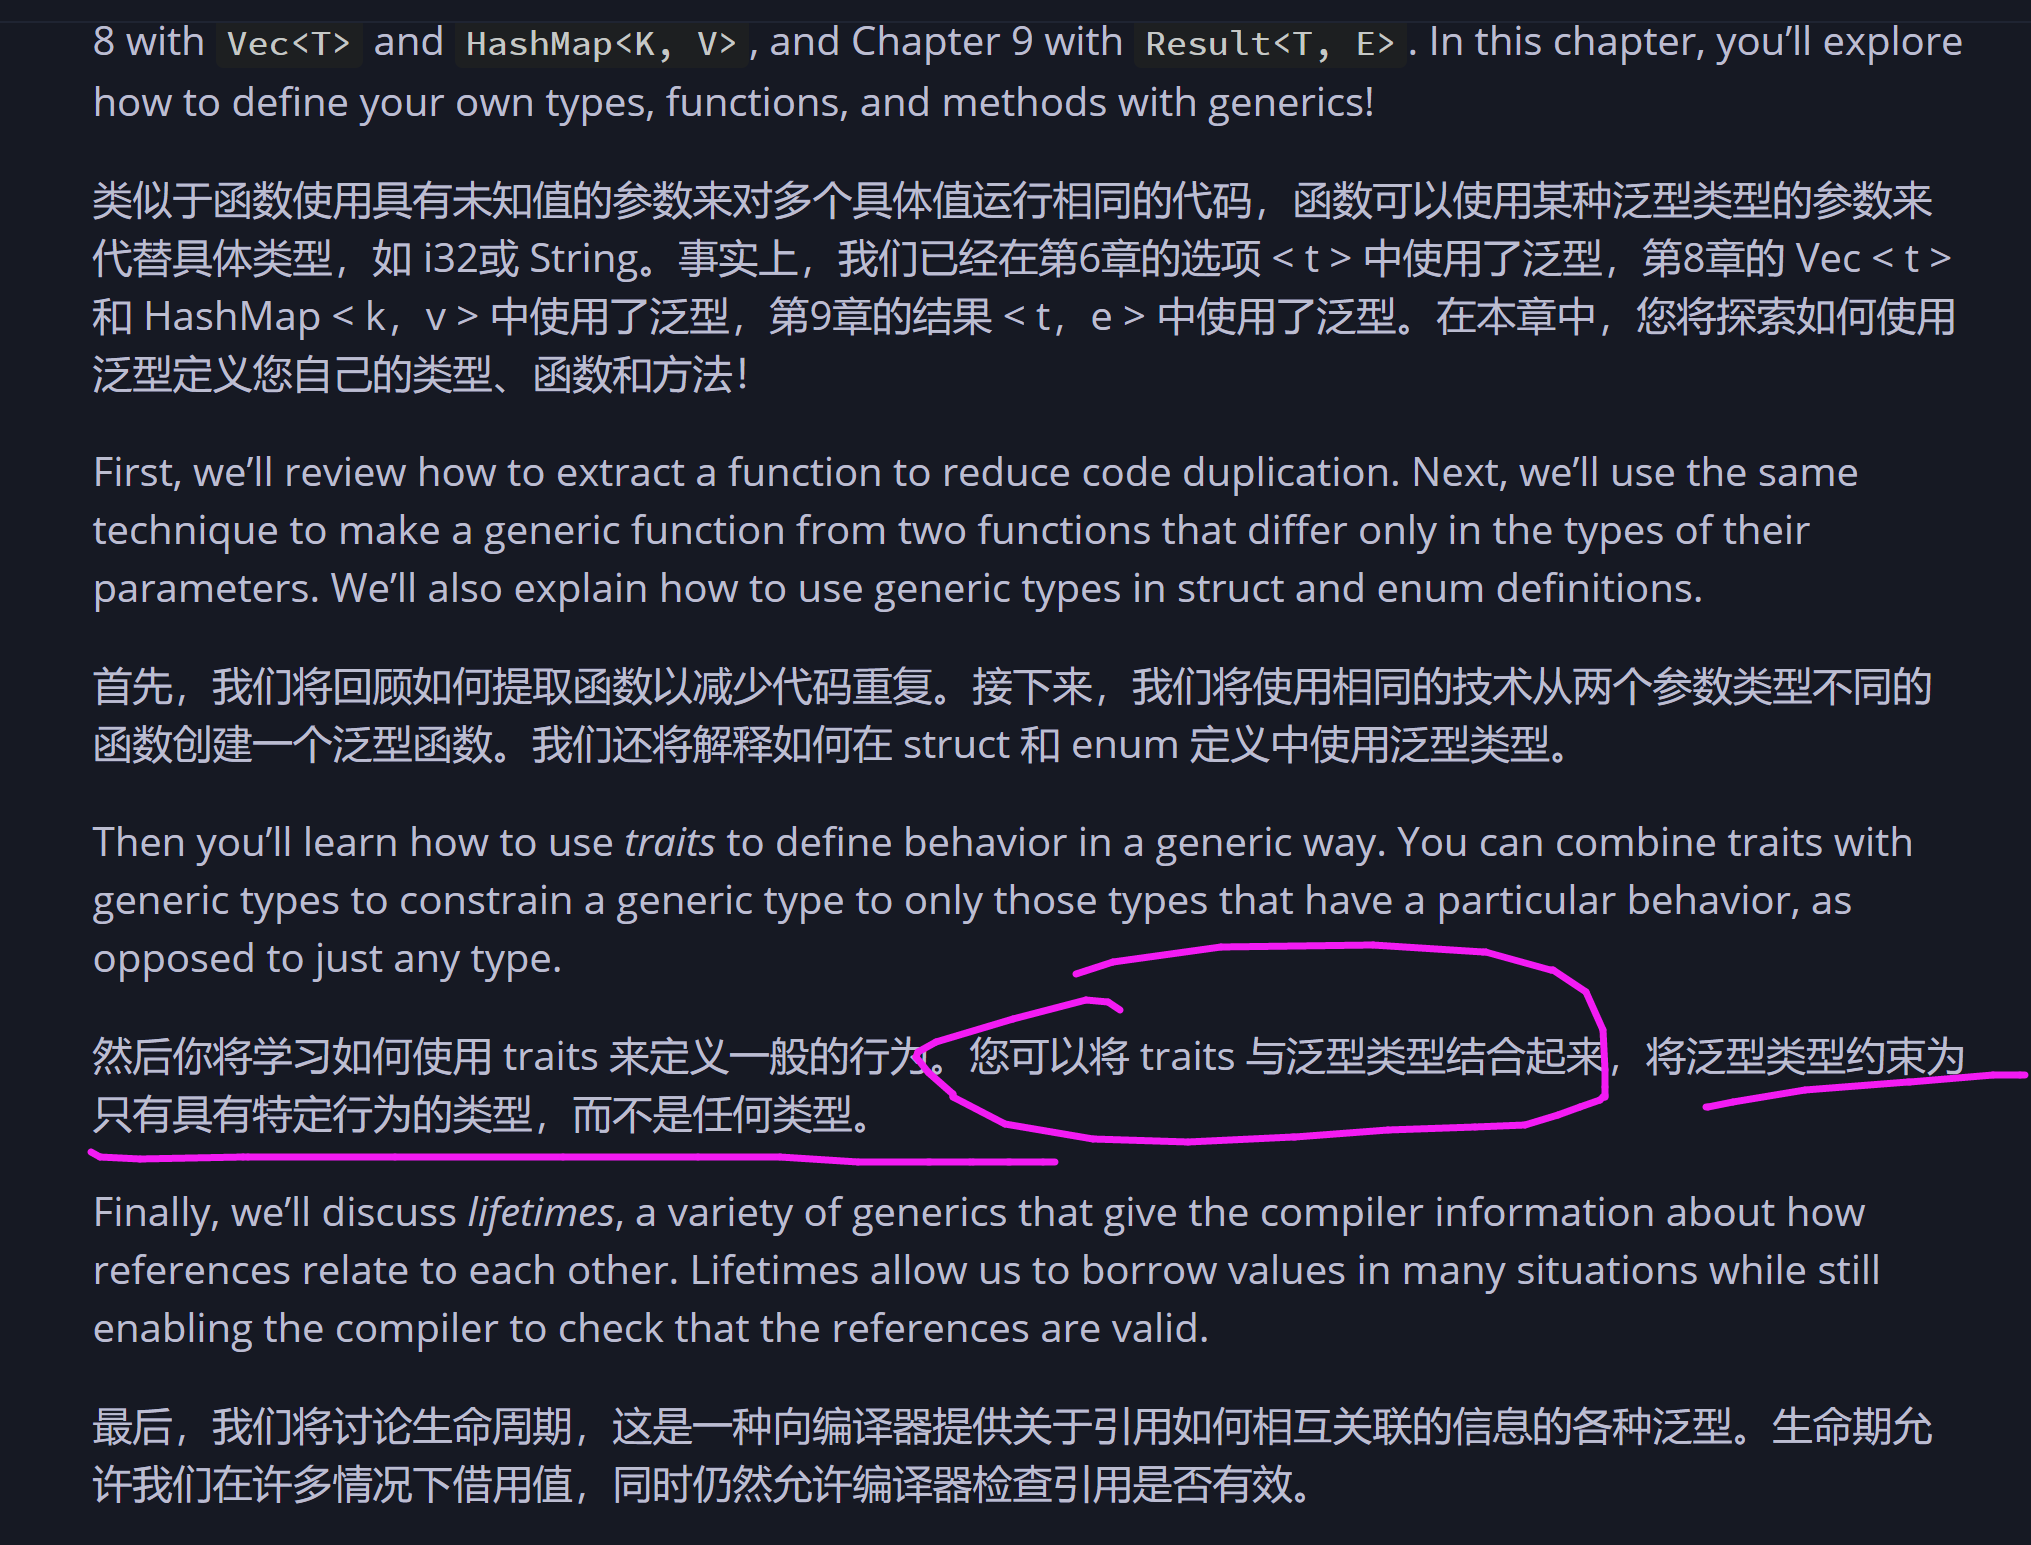 8 with Vec<T> and HashMap<K, V>, and Chapter 9 with Result<T, E>. In this chapter, you’ll explore
how to define your own types, functions, and methods with generics!
类似于函数使用具有未知值的参数来对多个具体值运行相同的代码，函数可以使用某种泛型类型的参数来
代替具体类型，如 i32或 String。事实上，我们已经在第6章的选项 < t > 中使用了泛型，第8章的 Vec < t >
和 HashMap < k，v > 中使用了泛型，第9章的结果 < t，e > 中使用了泛型。在本章中，您将探索如何使用
泛型定义您自己的类型、函数和方法！
First, we’ll review how to extract a function to reduce code duplication. Next, we’ll use the same
technique to make a generic function from two functions that differ only in the types of their
parameters. We’ll also explain how to use generic types in struct and enum definitions.
首先，我们将回顾如何提取函数以减少代码重复。接下来，我们将使用相同的技术从两个参数类型不同的
函数创建一个泛型函数。我们还将解释如何在 struct 和 enum 定义中使用泛型类型。
Then you’ll learn how to use traits to define behavior in a generic way. You can combine traits with
generic types to constrain a generic type to only those types that have a particular behavior, as
opposed to just any type.
然后你将学习如何使用 traits 来定义一般的行为。您可以将 traits 与泛型类型结合起来，将泛型类型约束为
只有具有特定行为的类型，而不是任何类型。
Finally, we’ll discuss lifetimes, a variety of generics that give the compiler information about how
references relate to each other. Lifetimes allow us to borrow values in many situations while still
enabling the compiler to check that the references are valid.
最后，我们将讨论生命周期，这是一种向编译器提供关于引用如何相互关联的信息的各种泛型。生命期允
许我们在许多情况下借用值，同时仍然允许编译器检查引用是否有效。